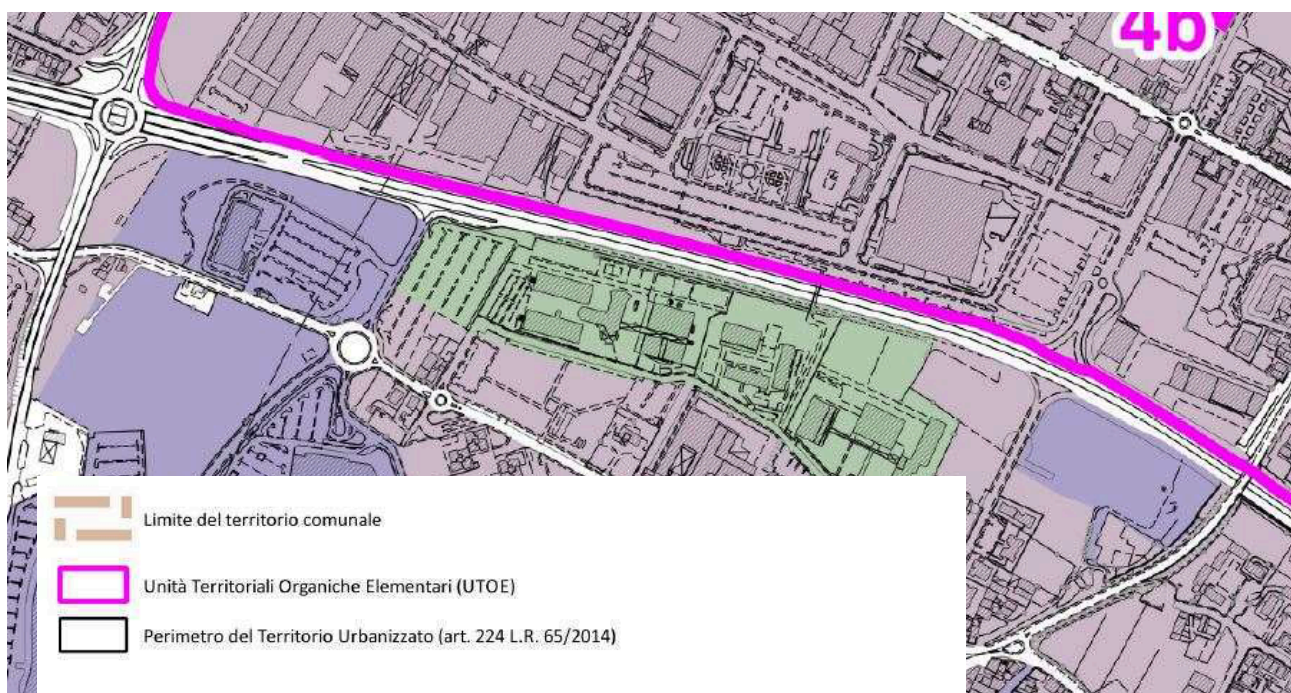 4b
Limite del territorio comunale
Unità Territoriali Organiche Elementari (UTOE)
Perimetro del Territorio Urbanizzato (art. 224 L.R. 65/2014)